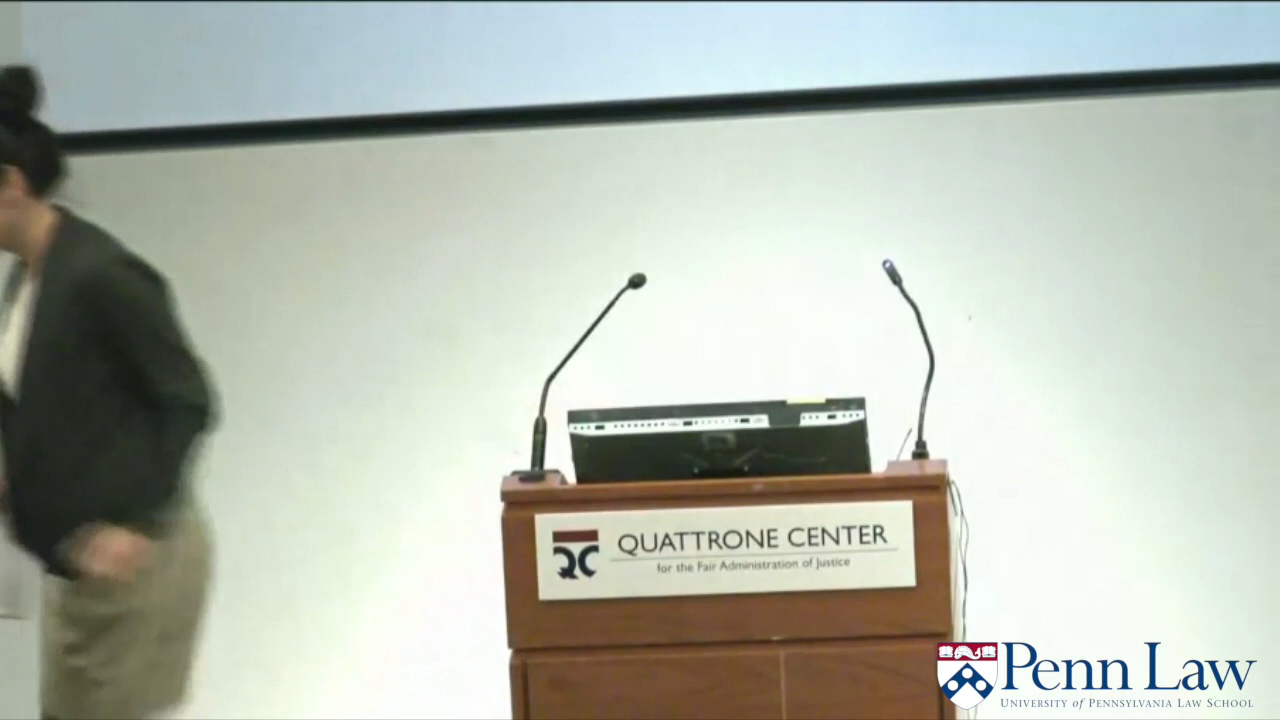 QC
QUATTRONE CENTER
for the Fair Administration of Justice
Penn Law
UNIVERSITY of PENNSYLVANIA LAW SCHOOL